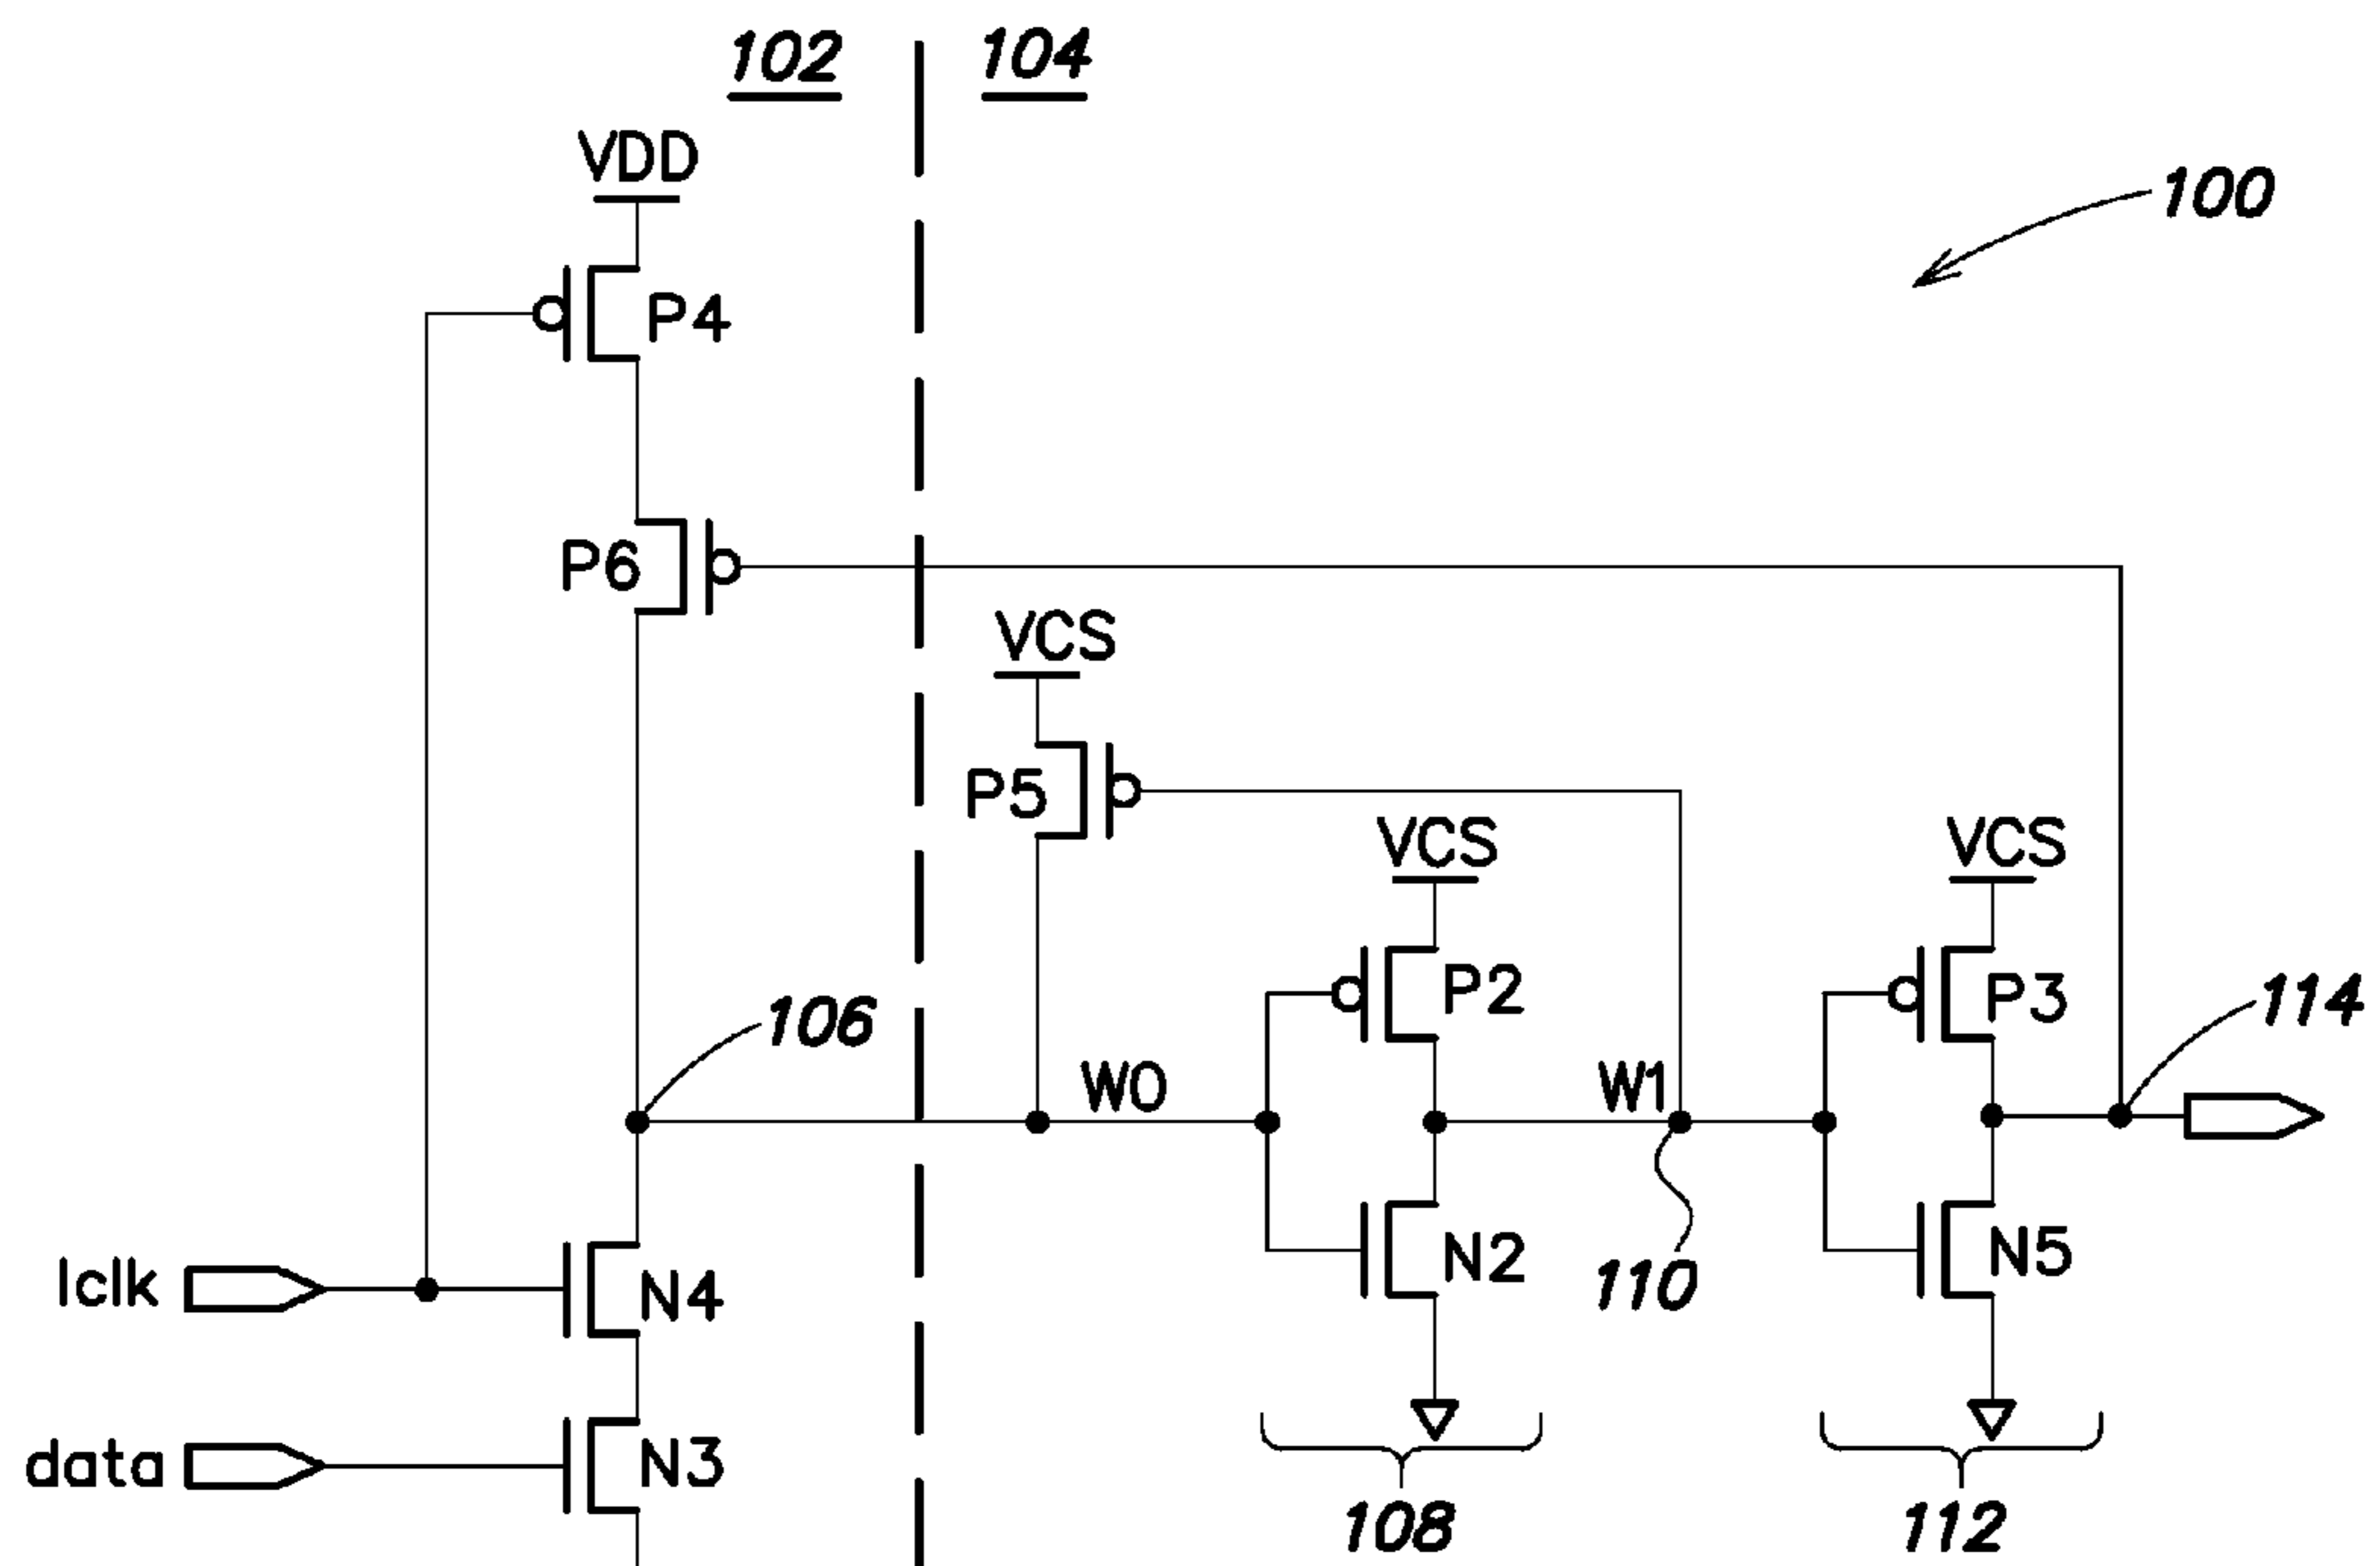 102
104
VDD
100
P4
P6
VCS
P5
VCS
VCS
P2
P3
114
106
W0
W1
lclk
N4
N2
110
N5
data
N3
108
112